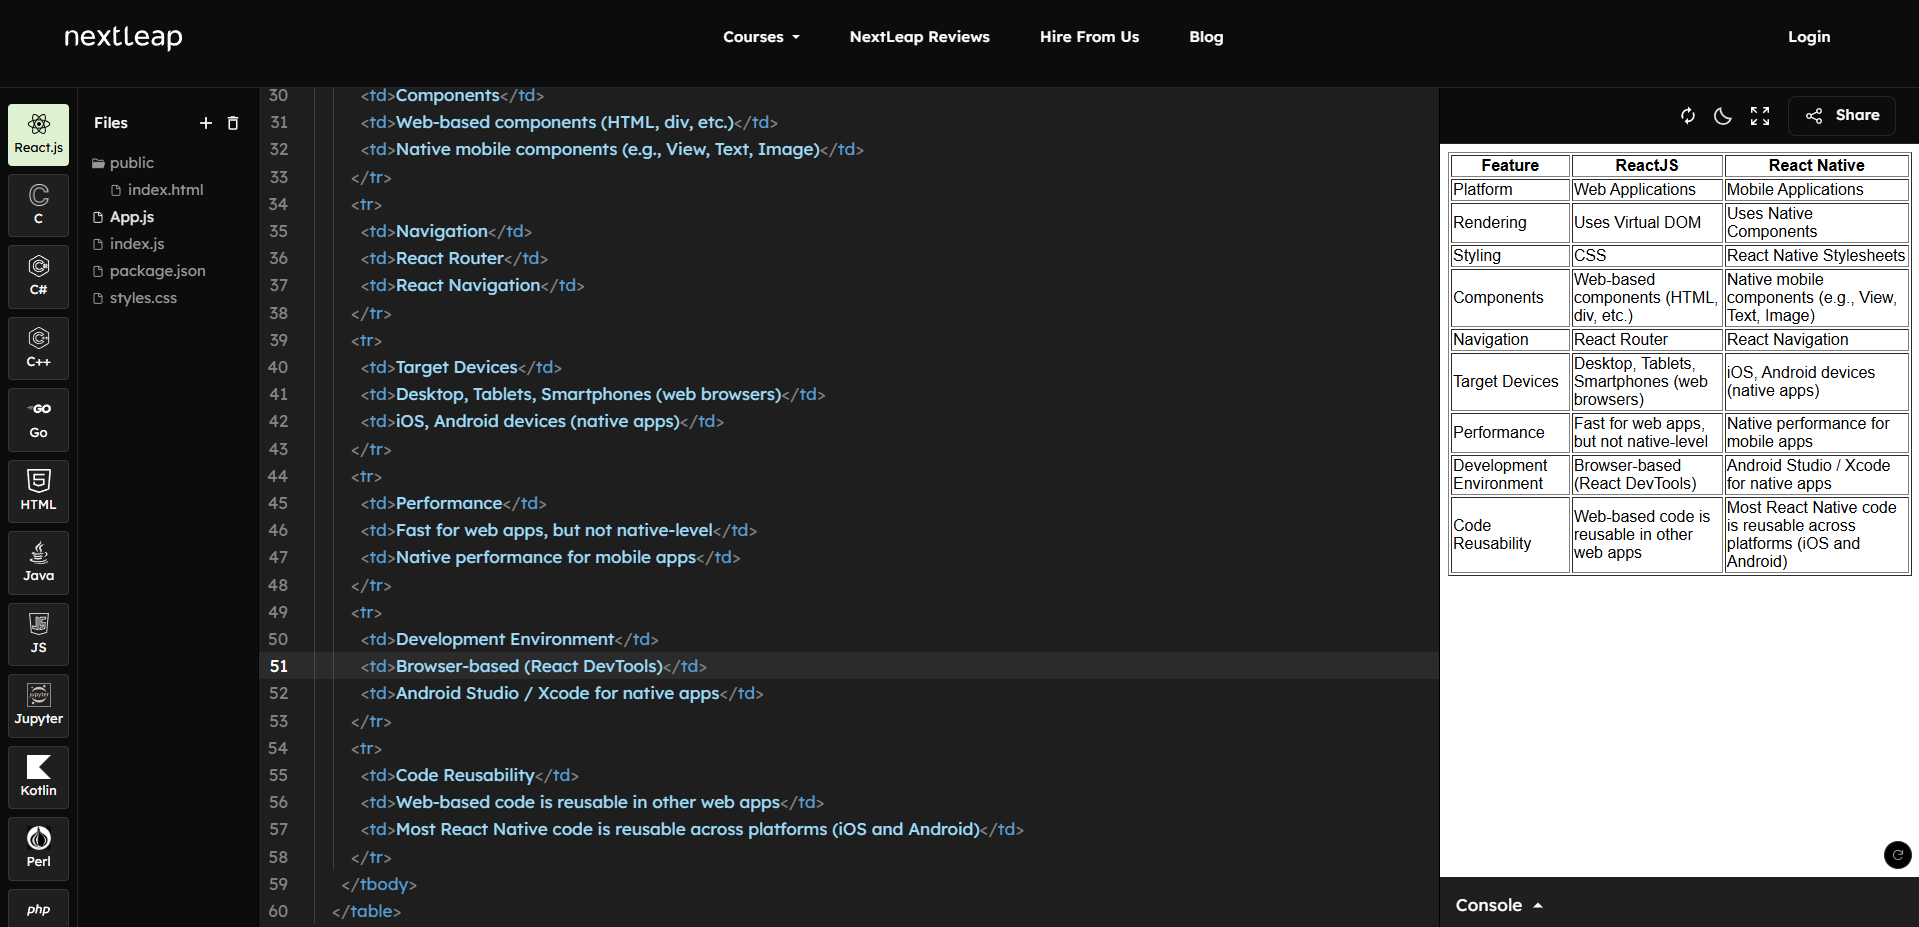 nextleap
Courses
NextLeap Reviews
Hire From Us
Blog
Login
React.js
C
C#
C++
GO
Go
5
HTML
Java
JS
JS
jupyter
Jupyter
Kotlin
Perl
php
Files
public
index.html
App.js
index.js
package.json
styles.css
30 <td>Components</td>
31 <td>Web-based components (HTML, div, etc.)</td>
32 <td>Native mobile components (e.g., View, Text, Image)</td>
33 </tr>
34 <tr>
35 <td>Navigation</td>
36 <td>React Router</td>
37 <td>React Navigation</td>
38 </tr>
39 <tr>
40 <td>Target Devices</td>
41 <td>Desktop, Tablets, Smartphones (web browsers)</td>
42 <td>iOS, Android devices (native apps)</td>
43 </tr>
44 <tr>
45 <td>Performance</td>
46 <td>Fast for web apps, but not native-level</td>
47 <td>Native performance for mobile apps</td>
48 </tr>
49 <tr>
50 <td>Development Environment</td>
51 <td>Browser-based (React DevTools)</td>
52 <td>Android Studio / Xcode for native apps</td>
53 </tr>
54 <tr>
55 <td>Code Reusability</td>
56 <td>Web-based code is reusable in other web apps</td>
57 <td>Most React Native code is reusable across platforms (iOS and Android)</td>
58 </tr>
59 </tbody>
60 </table>
Share
Feature
ReactJS
React Native
Platform
Web Applications
Mobile Applications
Rendering
Uses Virtual DOM
Uses Native
Components
Styling
CSS
React Native Stylesheets
Components
Web-based
components (HTML,
div, etc.)
Native mobile
components (e.g., View,
Text, Image)
Navigation
React Router
React Navigation
Target Devices
Desktop, Tablets,
Smartphones (web
browsers)
iOS, Android devices
(native apps)
Performance
Fast for web apps,
but not native-level
Native performance for
mobile apps
Development
Environment
Browser-based
(React DevTools)
Android Studio / Xcode
for native apps
Code
Reusability
Web-based code is
reusable in other
web apps
Most React Native code
is reusable across
platforms (iOS and
Android)
Console